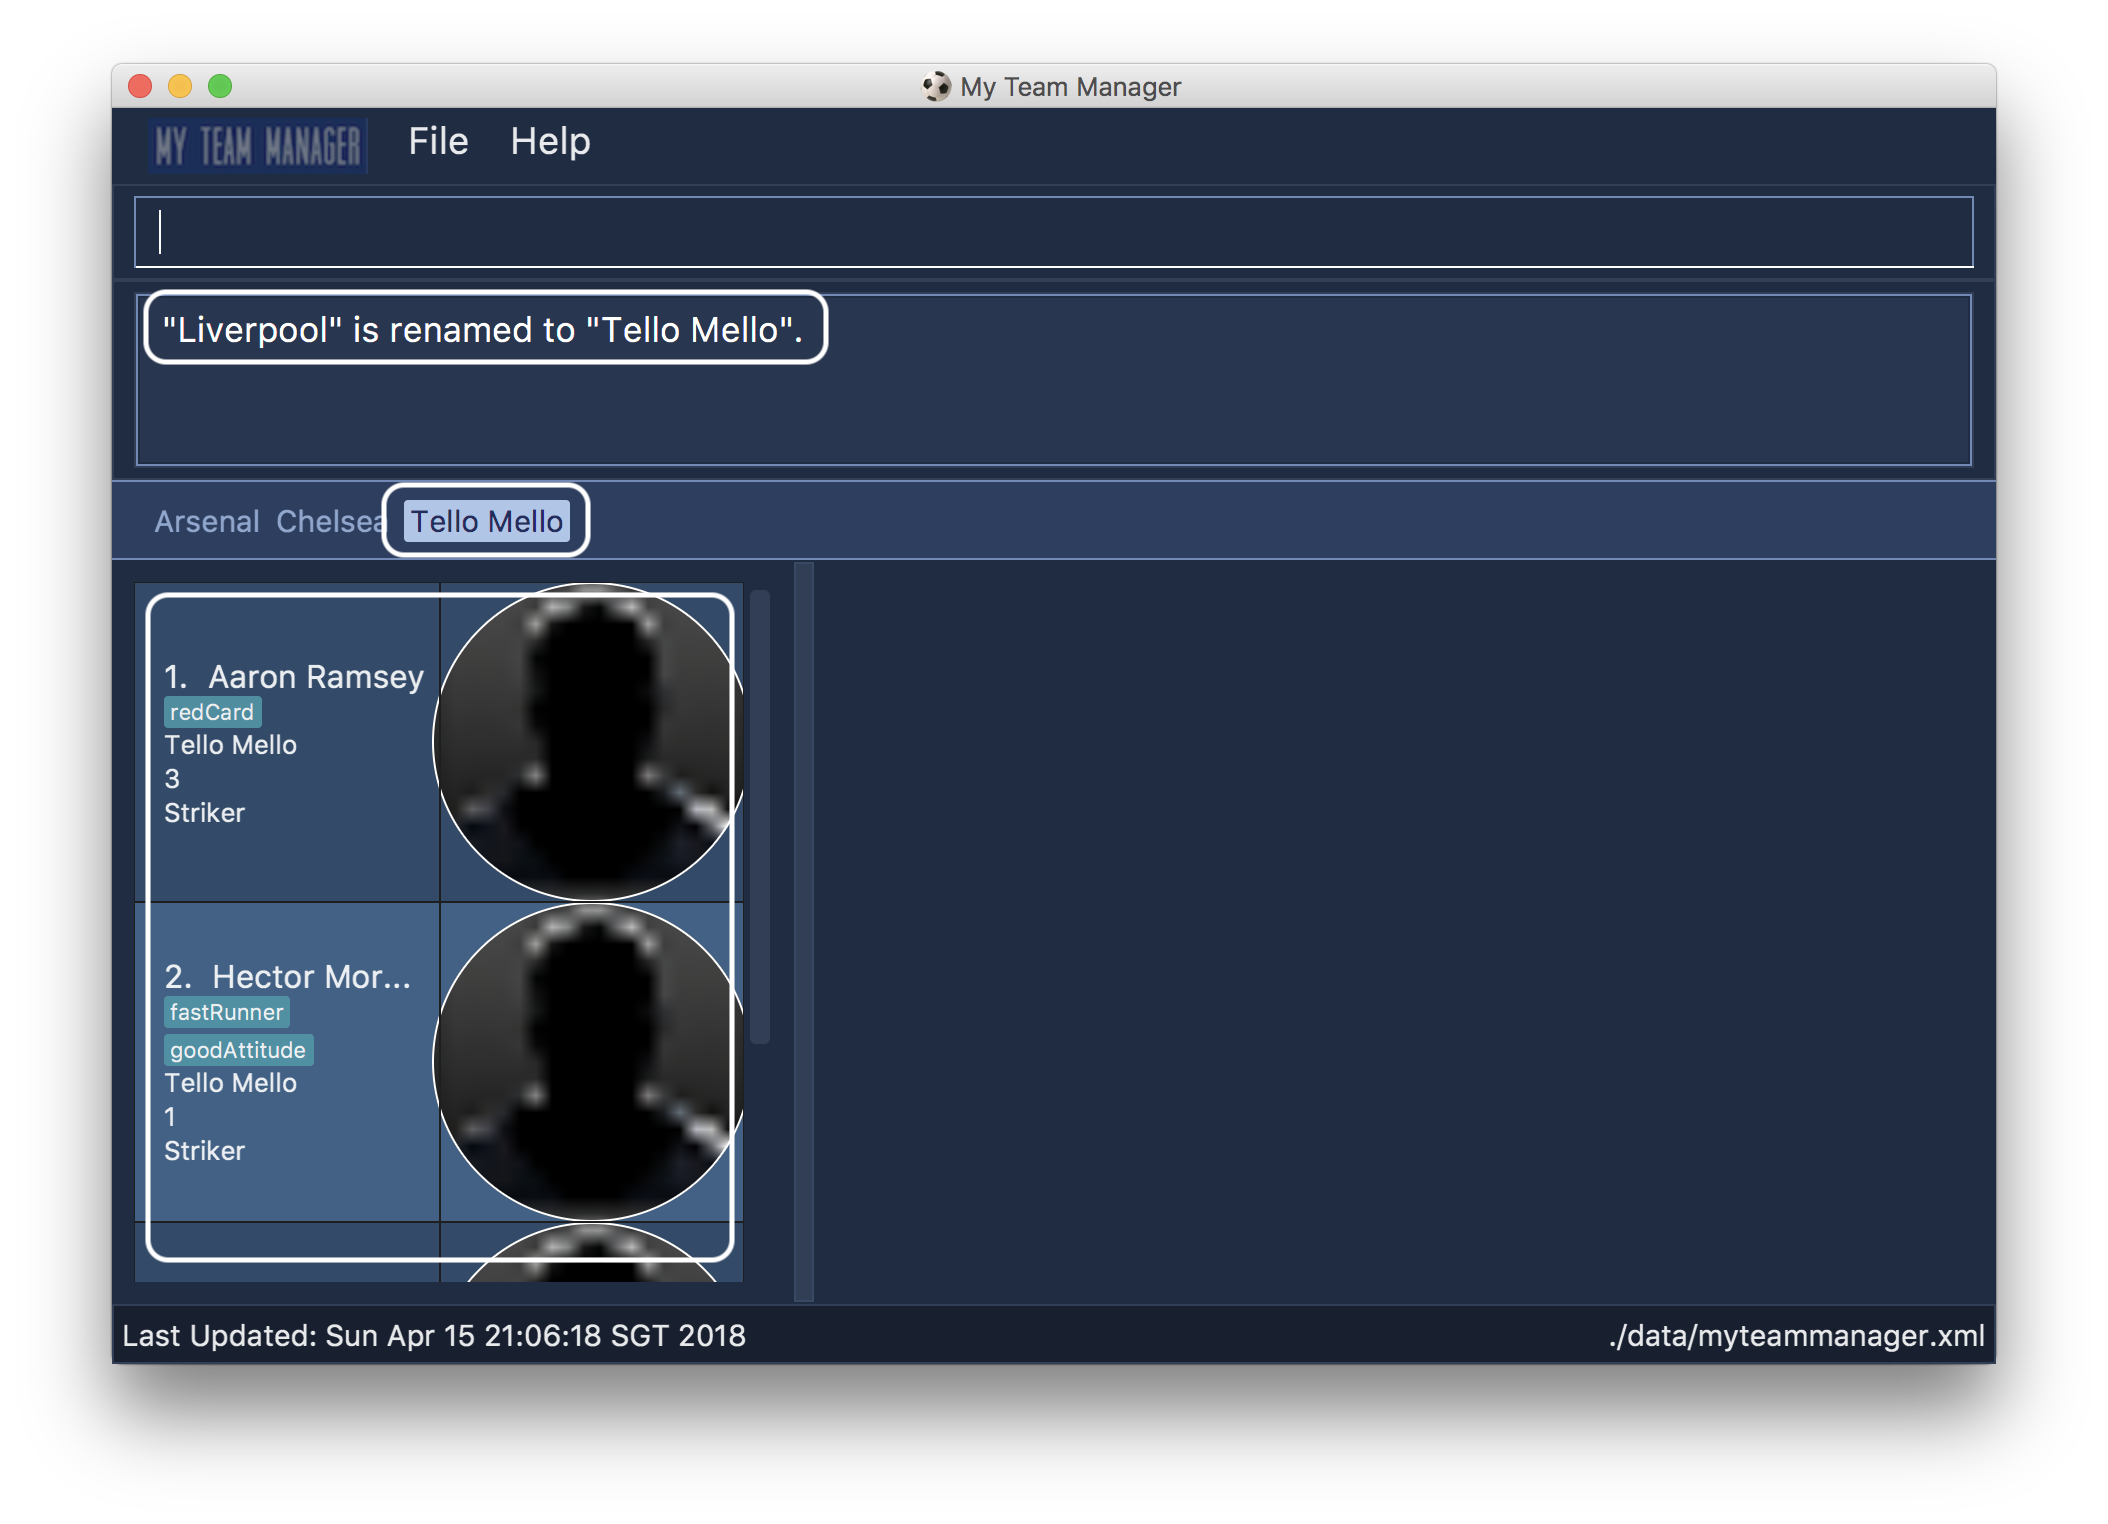 My Team Manager
MY TEAM MANAGER File Help
"Liverpool" is renamed to "Tello Mello".
Arsenal Chelsea Tello Mello
1. Aaron Ramsey
redCard
Tello Mello
3
Striker
2. Hector Mor...
fastRunner
goodAttitude
Tello Mello
1
Striker
Last Updated: Sun Apr 15 21:06:18 SGT 2018 ./data/myteammanager.xml